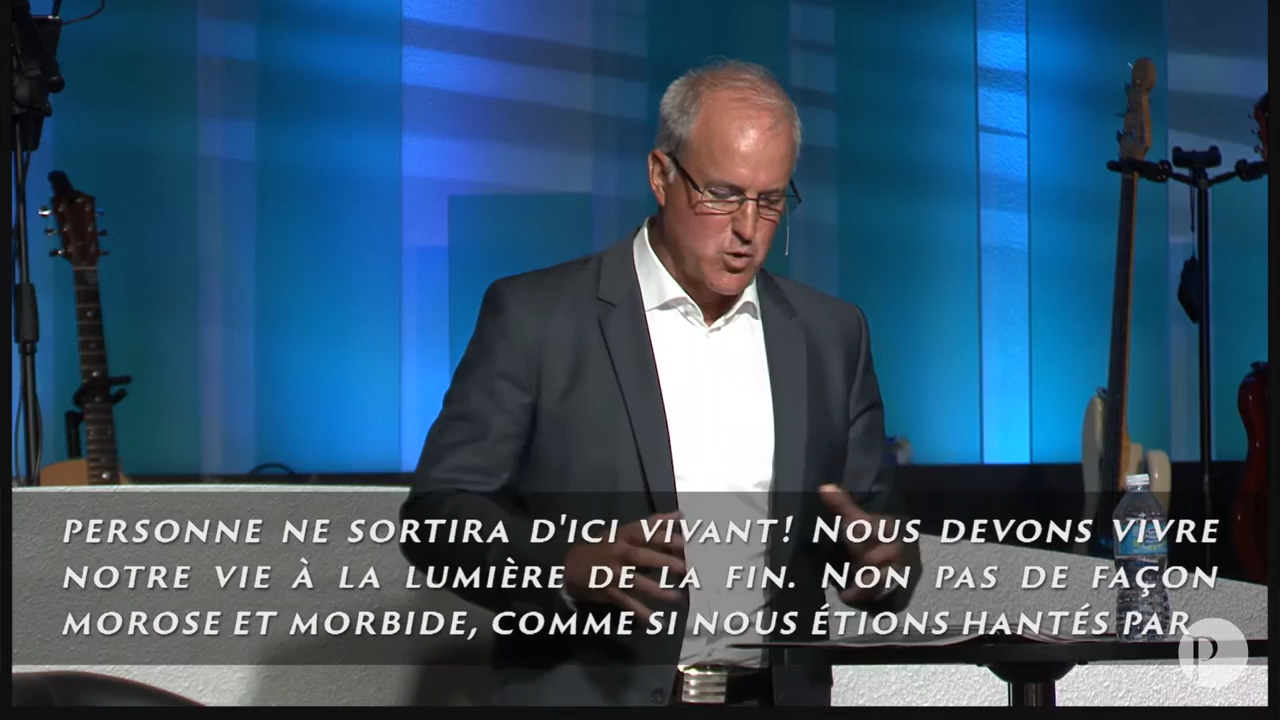 PERSONNE NE SORTIRA D'ICI VIVANT! NOUS DEVONS VIVRE
NOTRE VIE À LA LUMIÈRE DE LA FIN. NON PAS DE FAÇON
MOROSE ET MORBIDE, COMME SI NOUS ÉTIONS HANTÉS PAR
P